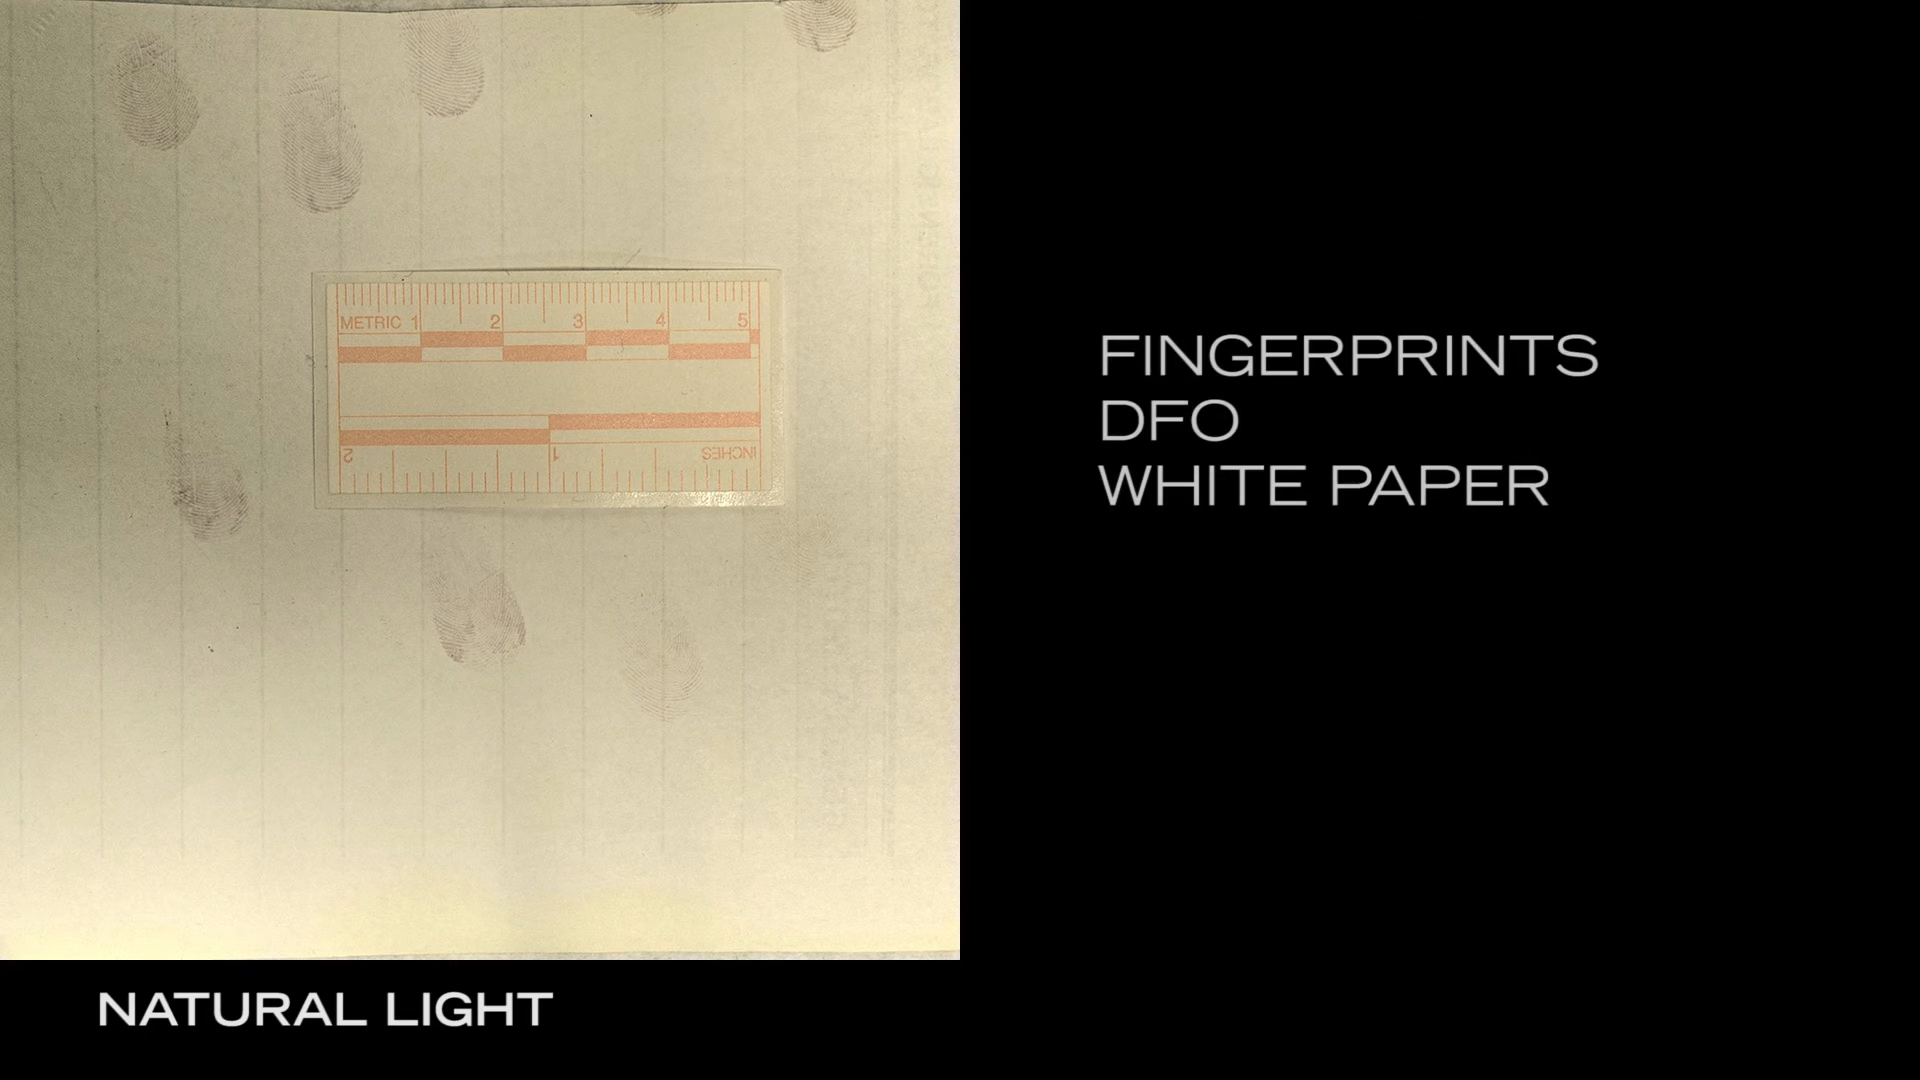 METRIC 1 2 3 4 5
2 1 INCHES
FINGERPRINTS
DFO
WHITE PAPER
NATURAL LIGHT